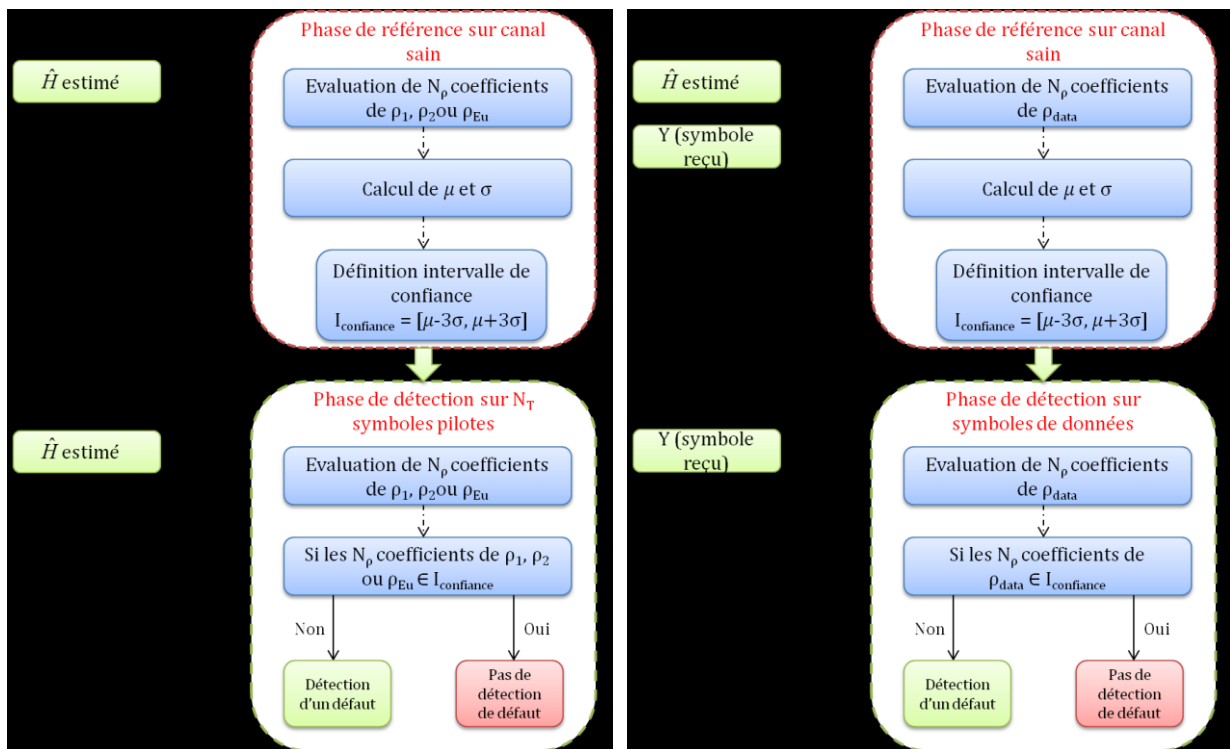 Phase de référence sur canal
sain
Ĥ estimé
Evaluation de Nρ coefficients
de ρ1, ρ2ou ρEu
Calcul de μ et σ
Définition intervalle de
confiance
Iconfiance = [μ-3σ, μ+3σ]
Phase de détection sur NT
symboles pilotes
Ĥ estimé
Evaluation de Nρ coefficients
de ρ1, ρ2ou ρEu
Si les Nρ coefficients de ρ1, ρ2
ou ρEu ∈ Iconfiance
Non
Oui
Détection
d'un défaut
Pas de
détection
de défaut
Phase de référence sur canal
sain
Ĥ estimé
Y (symbole
reçu)
Evaluation de Nρ coefficients
de ρdata
Calcul de μ et σ
Définition intervalle de
confiance
Iconfiance = [μ-3σ, μ+3σ]
Phase de détection sur
symboles de données
Y (symbole
reçu)
Evaluation de Nρ coefficients
de ρdata
Si les Nρ coefficients de
ρdata ∈ Iconfiance
Non
Oui
Détection
d'un défaut
Pas de
détection
de défaut